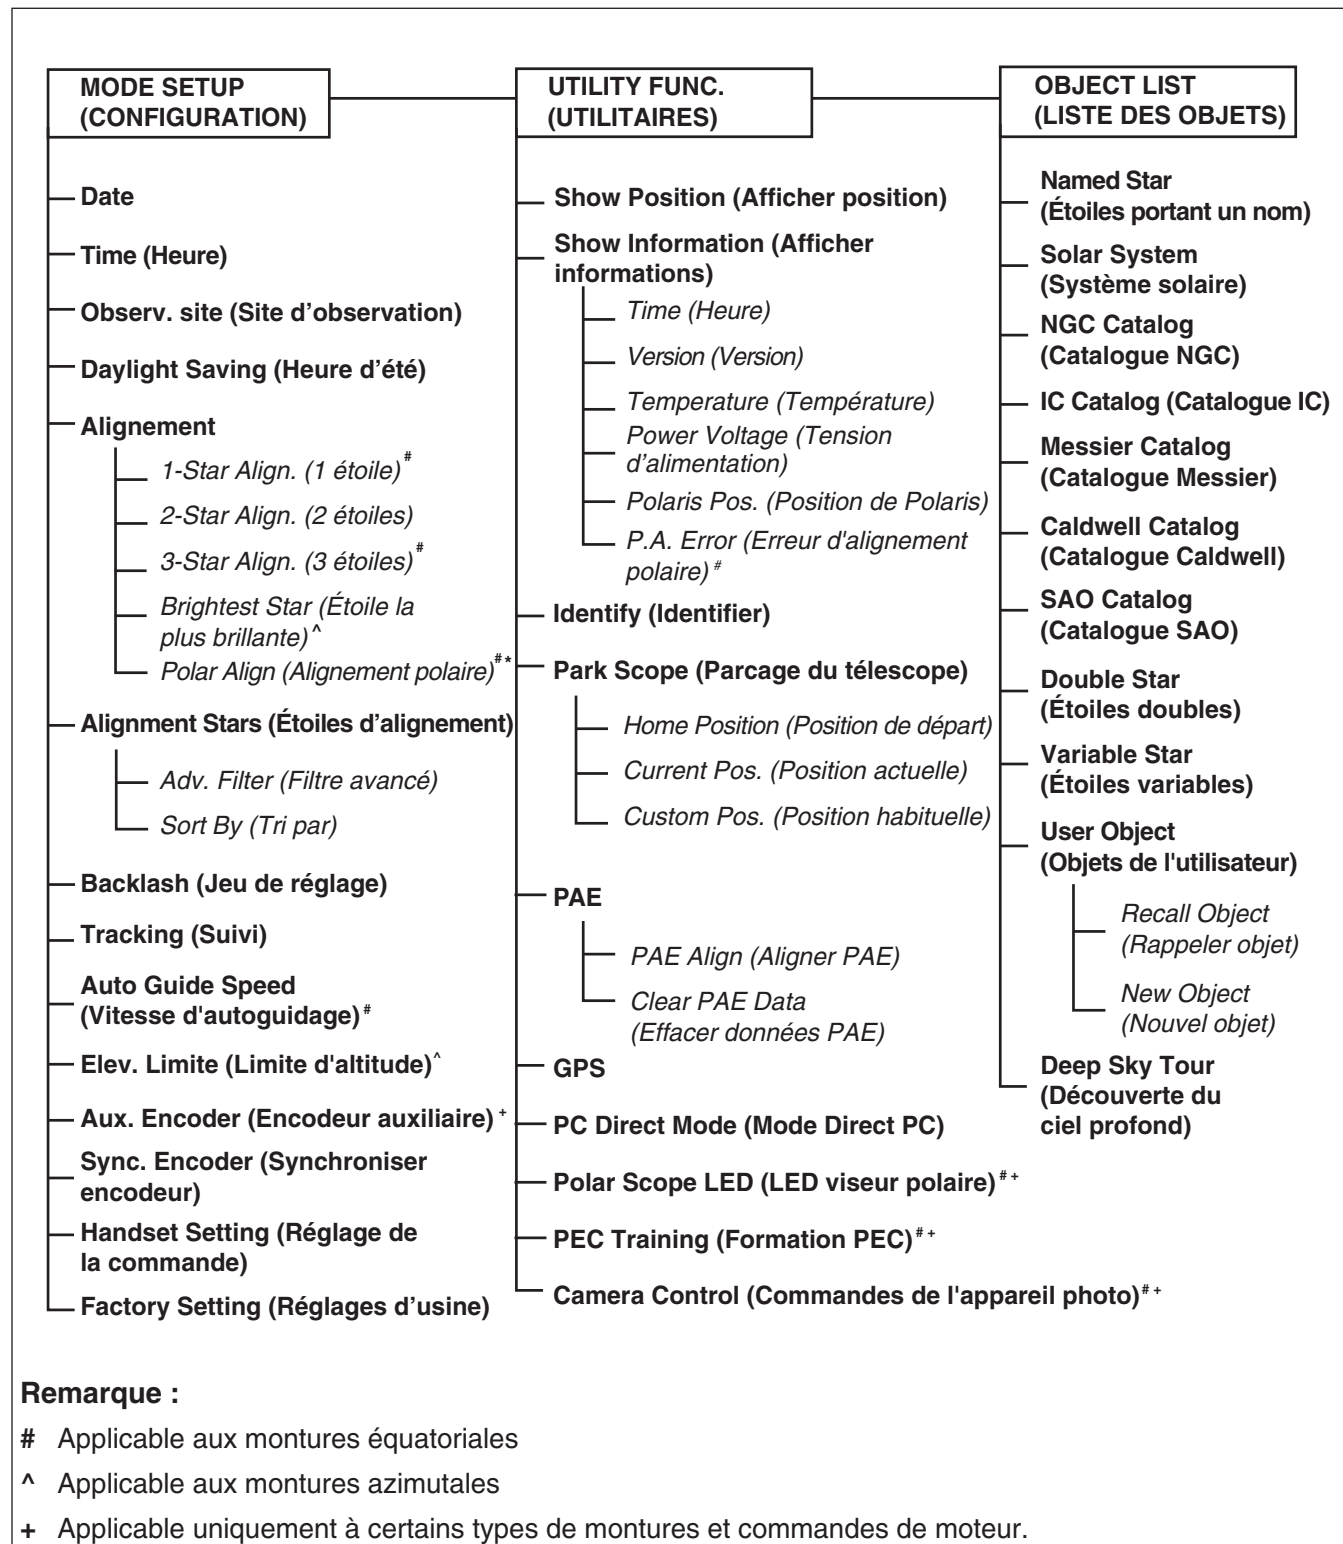 MODE SETUP
(CONFIGURATION)
Date
Time (Heure)
Observ. site (Site d’observation)
Daylight Saving (Heure d’été)
Alignement
1-Star Align. (1 étoile)#
2-Star Align. (2 étoiles)
3-Star Align. (3 étoiles)#
Brightest Star (Étoile la
plus brillante)^
Polar Align (Alignement polaire)#*
Alignment Stars (Étoiles d’alignement)
Adv. Filter (Filtre avancé)
Sort By (Tri par)
Backlash (Jeu de réglage)
Tracking (Suivi)
Auto Guide Speed
(Vitesse d'autoguidage)#
Elev. Limite (Limite d'altitude)^
Aux. Encoder (Encodeur auxiliaire) +
Sync. Encoder (Synchroniser
encodeur)
Handset Setting (Réglage de
la commande)
Factory Setting (Réglages d’usine)
UTILITY FUNC.
(UTILITAIRES)
Show Position (Afficher position)
Show Information (Afficher
informations)
Time (Heure)
Version (Version)
Temperature (Température)
Power Voltage (Tension
d’alimentation)
Polaris Pos. (Position de Polaris)
P.A. Error (Erreur d'alignement
polaire) #
Identify (Identifier)
Park Scope (Parcage du télescope)
Home Position (Position de départ)
Current Pos. (Position actuelle)
Custom Pos. (Position habituelle)
PAE
PAE Align (Aligner PAE)
Clear PAE Data
(Effacer données PAE)
GPS
PC Direct Mode (Mode Direct PC)
Polar Scope LED (LED viseur polaire)# +
PEC Training (Formation PEC)# +
Camera Control (Commandes de l'appareil photo)# +
OBJECT LIST
(LISTE DES OBJETS)
Named Star
(Étoiles portant un nom)
Solar System
(Système solaire)
NGC Catalog
(Catalogue NGC)
IC Catalog (Catalogue IC)
Messier Catalog
(Catalogue Messier)
Caldwell Catalog
(Catalogue Caldwell)
SAO Catalog
(Catalogue SAO)
Double Star
(Étoiles doubles)
Variable Star
(Étoiles variables)
User Object
(Objets de l'utilisateur)
Recall Object
(Rappeler objet)
New Object
(Nouvel objet)
Deep Sky Tour
(Découverte du
ciel profond)
Remarque :
# Applicable aux montures équatoriales
^ Applicable aux montures azimutales
+ Applicable uniquement à certains types de montures et commandes de moteur.